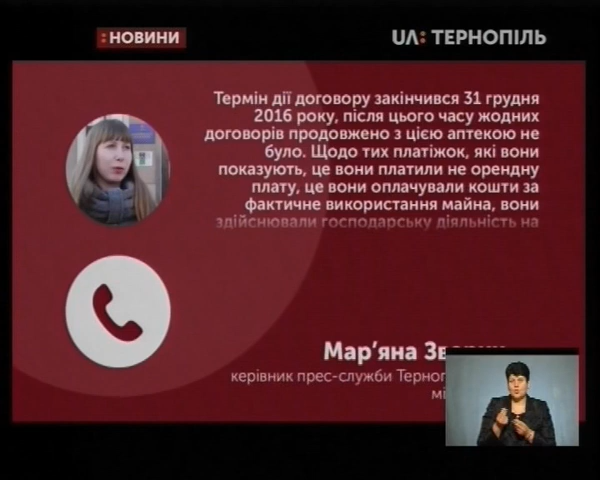 :НОВИНИ
UA: ТЕРНОПІЛЬ
Термін дії договору закінчився 31 грудня
2016 року, після цього часу жодних
договорів продовжено з цією аптекою не
було. Щодо тих платіжок, які вони
показують, це вони платили не орендну
плату, це вони оплачували кошти за
фактичне використання майна, вони
здійснювали господарську діяльність на
Мар’яна
керівник прес-служби